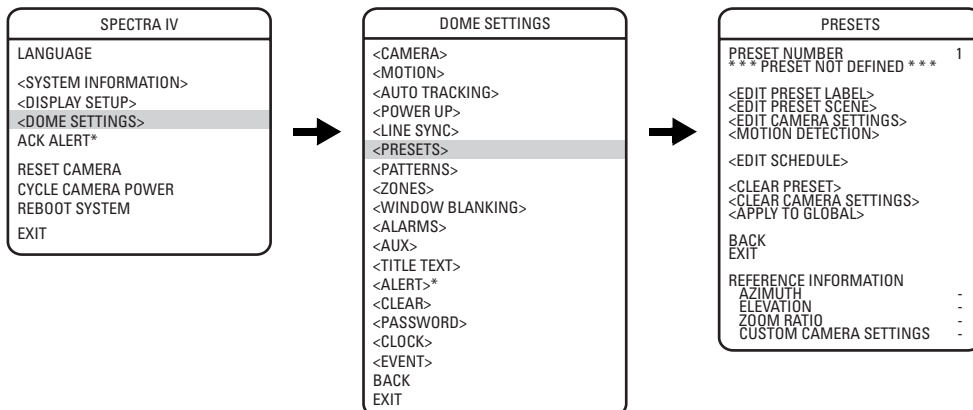 SPECTRA IV
LANGUAGE
<SYSTEM INFORMATION>
<DISPLAY SETUP>
<DOME SETTINGS>
ACK ALERT*
RESET CAMERA
CYCLE CAMERA POWER
REBOOT SYSTEM
EXIT
DOME SETTINGS
<CAMERA>
<MOTION>
<AUTO TRACKING>
<POWER UP>
<LINE SYNC>
<PRESETS>
<PATTERNS>
<ZONES>
<WINDOW BLANKING>
<ALARMS>
<AUX>
<TITLE TEXT>
<ALERT>*
<CLEAR>
<PASSWORD>
<CLOCK>
<EVENT>
BACK
EXIT
PRESETS
PRESET NUMBER 1
* * * PRESET NOT DEFINED * * *
<EDIT PRESET LABEL>
<EDIT PRESET SCENE>
<EDIT CAMERA SETTINGS>
<MOTION DETECTION>
<EDIT SCHEDULE>
<CLEAR PRESET>
<CLEAR CAMERA SETTINGS>
<APPLY TO GLOBAL>
BACK
EXIT
REFERENCE INFORMATION
AZIMUTH -
ELEVATION -
ZOOM RATIO -
CUSTOM CAMERA SETTINGS -